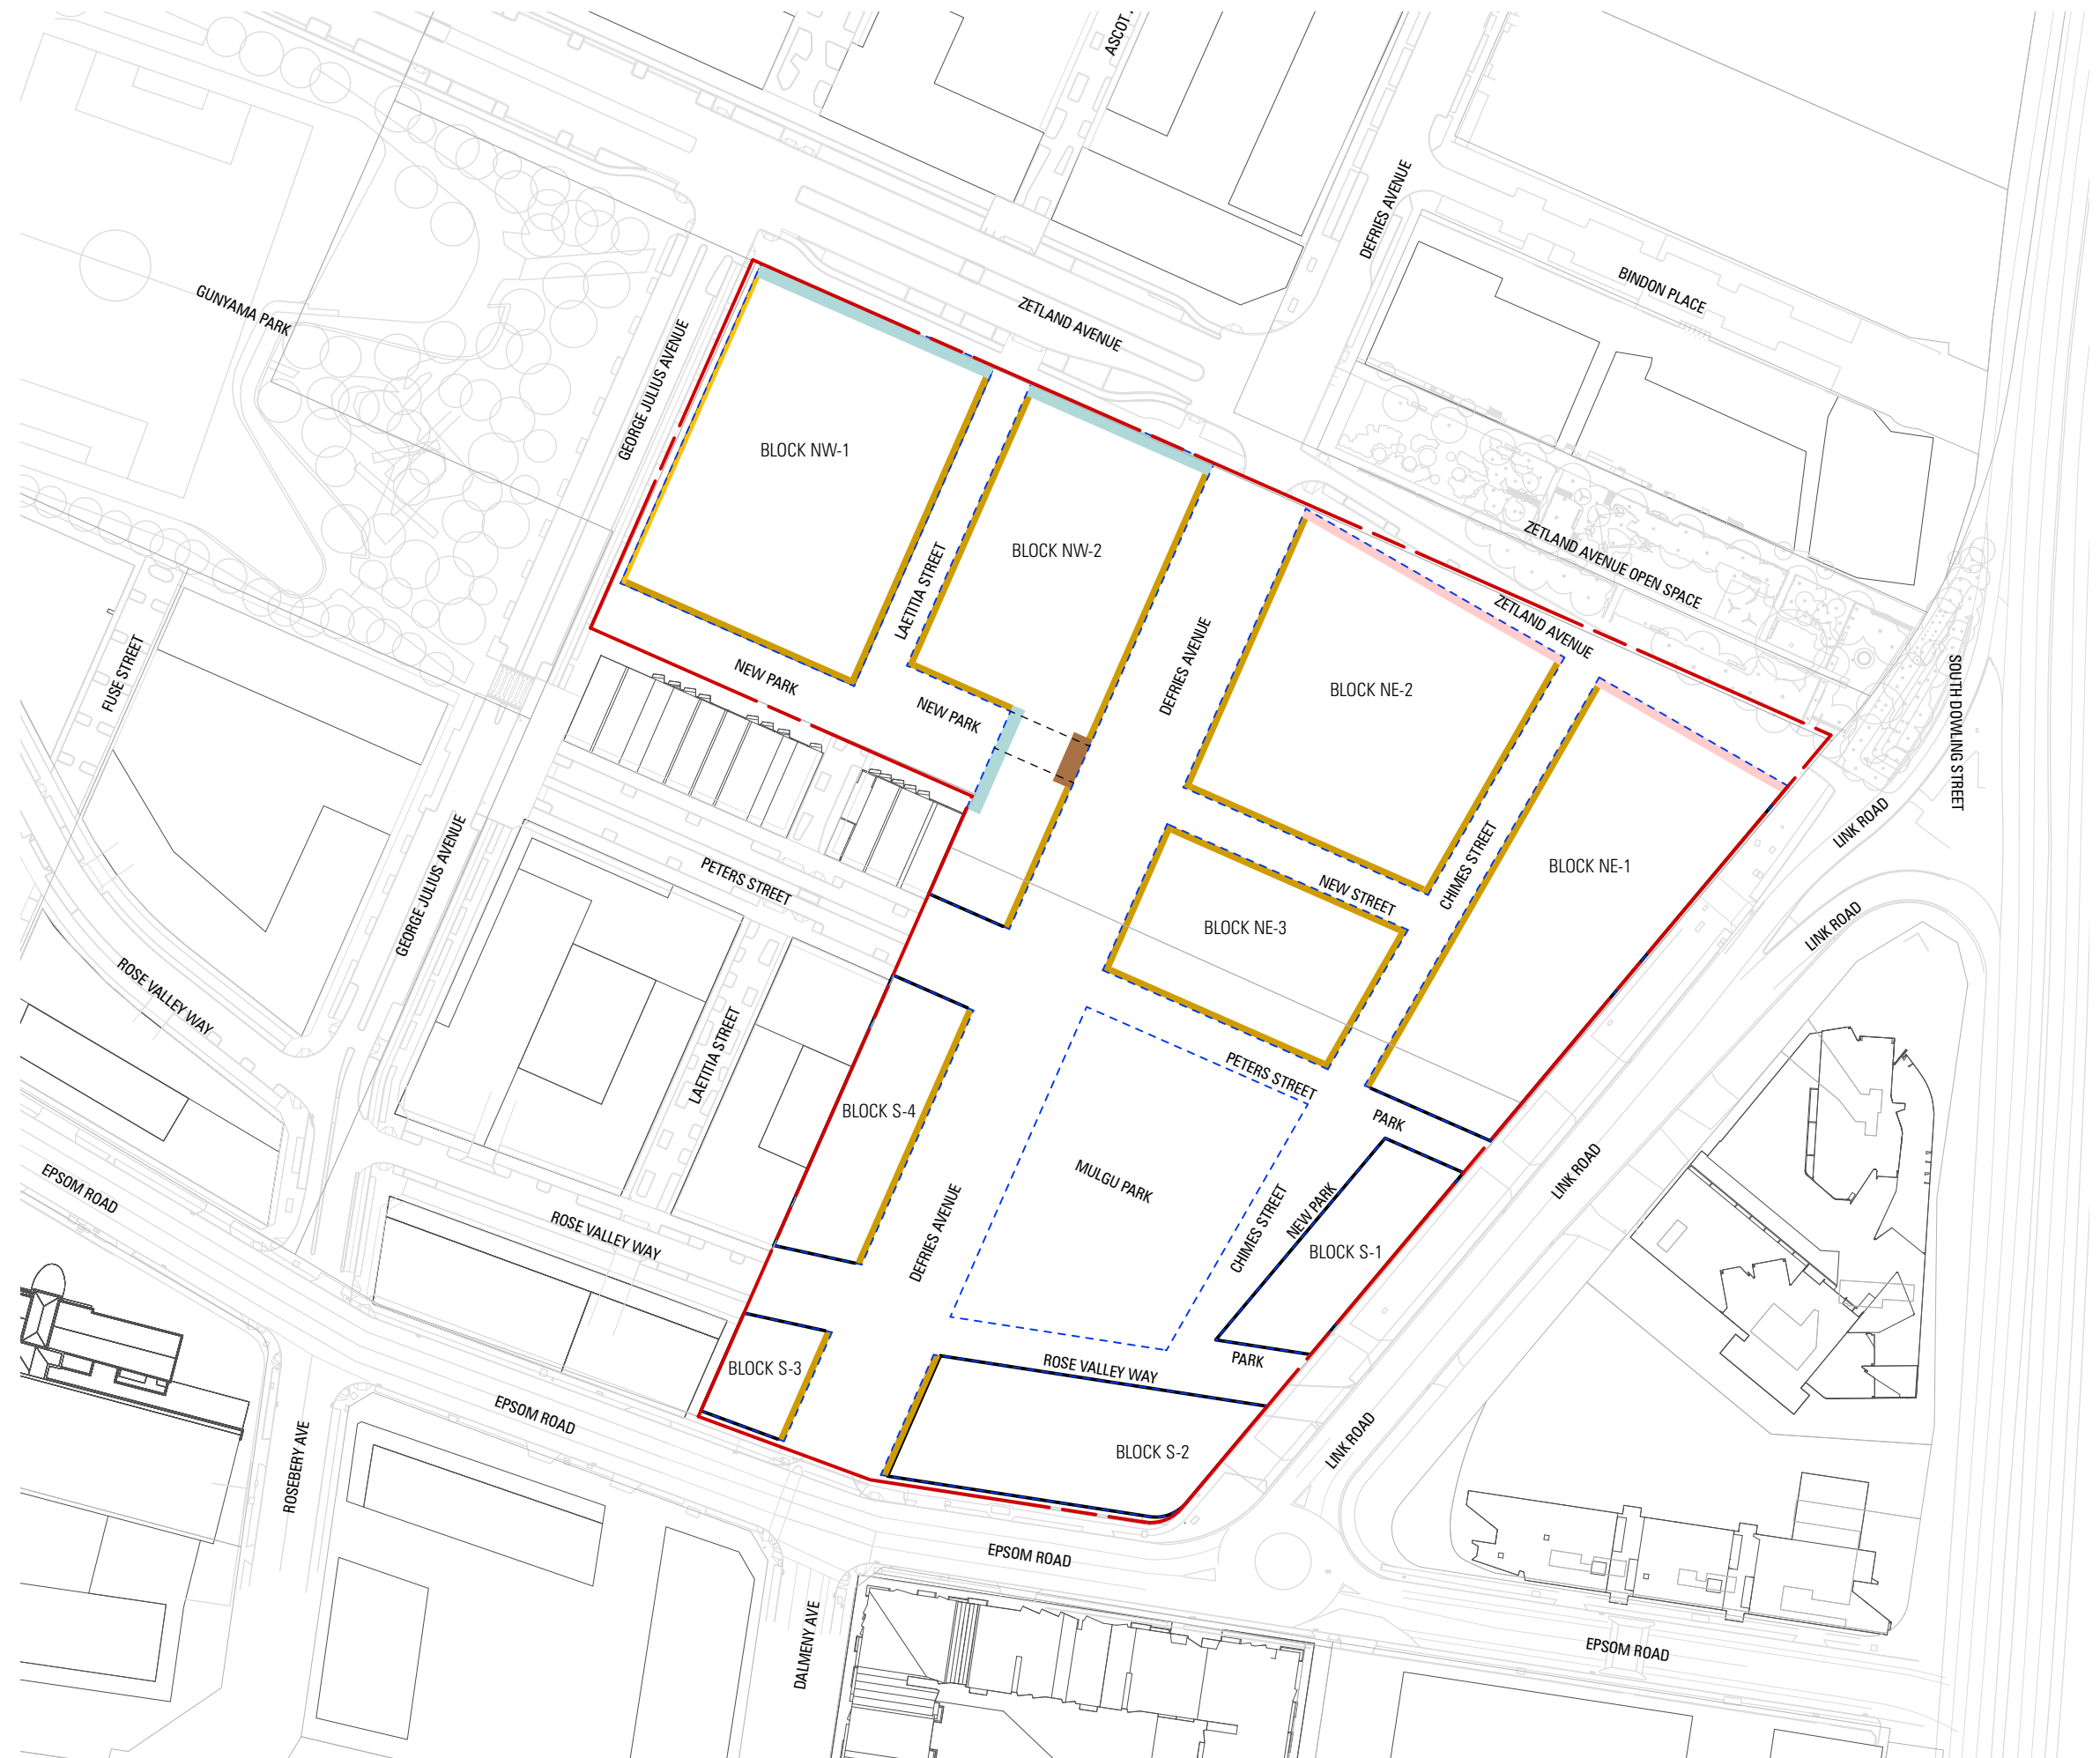 ASCOT
DEFRIES AVENUE
BINDON PLACE
GUNYAMA PARK
ZETLAND AVENUE
GEORGE JULIUS AVENUE
BLOCK NW-1
BLOCK NW-2
ZETLAND AVENUE OPEN SPACE
LAETITIA STREET
ZETLAND AVENUE
DEFRIES AVENUE
BLOCK NE-2
FUSE STREET
NEW PARK
NEW PARK
SOUTH DOWLING STREET
LINK ROAD
CHIMES STREET
BLOCK NE-1
PETERS STREET
NEW STREET
GEORGE JULIUS AVENUE
BLOCK NE-3
LINK ROAD
ROSE VALLEY WAY
LAETITIA STREET
PETERS STREET
BLOCK S-4
PARK
EPSOM ROAD
MULGU PARK
LINK ROAD
NEW PARK
CHIMES STREET
ROSE VALLEY WAY
DEFRIES AVENUE
BLOCK S-1
BLOCK S-3
ROSE VALLEY WAY
PARK
EPSOM ROAD
BLOCK S-2
LINK ROAD
ROSEBERY AVE
EPSOM ROAD
DALMENY AVE
EPSOM ROAD